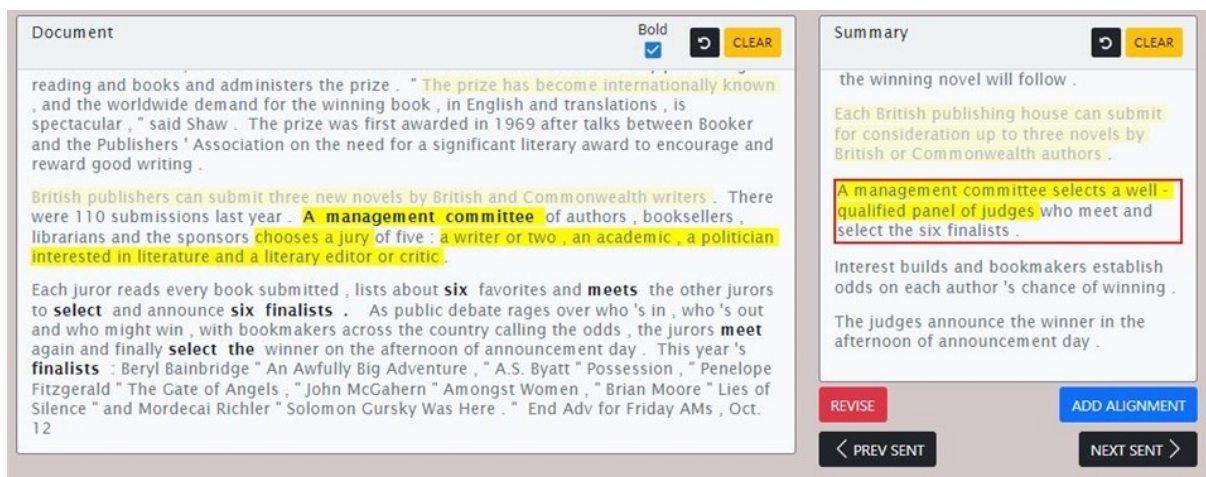 Document
Bold
CLEAR
reading and books and administers the prize . " The prize has become internationally known
, and the worldwide demand for the winning book , in English and translations , is
spectacular , " said Shaw . The prize was first awarded in 1969 after talks between Booker
and the Publishers ' Association on the need for a significant literary award to encourage and
reward good writing .
British publishers can submit three new novels by British and Commonwealth writers . There
were 110 submissions last year . A management committee of authors , booksellers ,
librarians and the sponsors chooses a jury of five : a writer or two , an academic , a politician
interested in literature and a literary editor or critic .
Each juror reads every book submitted , lists about six favorites and meets the other jurors
to select and announce six finalists . As public debate rages over who 's in , who 's out
and who might win , with bookmakers across the country calling the odds , the jurors meet
again and finally select the winner on the afternoon of announcement day . This year 's
finalists : Beryl Bainbridge " An Awfully Big Adventure , " A.S. Byatt " Possession , " Penelope
Fitzgerald " The Gate of Angels , " John McGahern " Amongst Women , " Brian Moore " Lies of
Silence " and Mordecai Richler " Solomon Gursky Was Here . " End Adv for Friday AMs , Oct.
12
Summary
CLEAR
the winning novel will follow .
Each British publishing house can submit
for consideration up to three novels by
British or Commonwealth authors .
A management committee selects a well -
qualified panel of judges who meet and
select the six finalists .
Interest builds and bookmakers establish
odds on each author 's chance of winning .
The judges announce the winner in the
afternoon of announcement day .
REVISE
ADD ALIGNMENT
PREV SENT
NEXT SENT